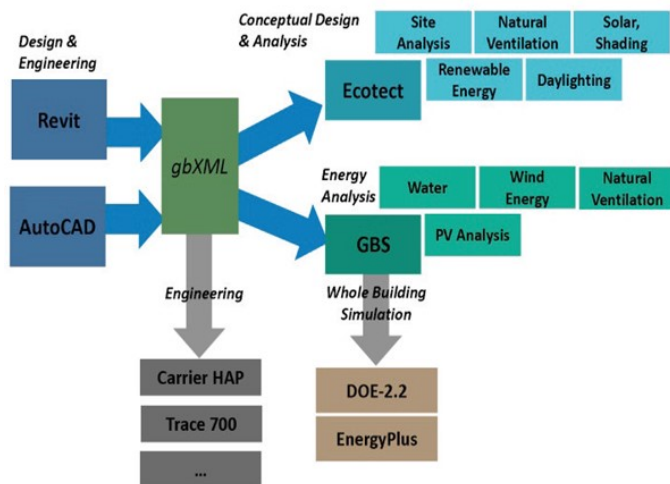 Design &
Engineering
Revit
AutoCAD
gbXML
Conceptual Design
& Analysis
Ecotect
Site
Analysis
Natural
Ventilation
Solar,
Shading
Renewable
Energy
Daylighting
Energy
Analysis
GBS
Water
Wind
Energy
Natural
Ventilation
PV Analysis
Engineering
Carrier HAP
Trace 700
...
Whole Building
Simulation
DOE-2.2
EnergyPlus